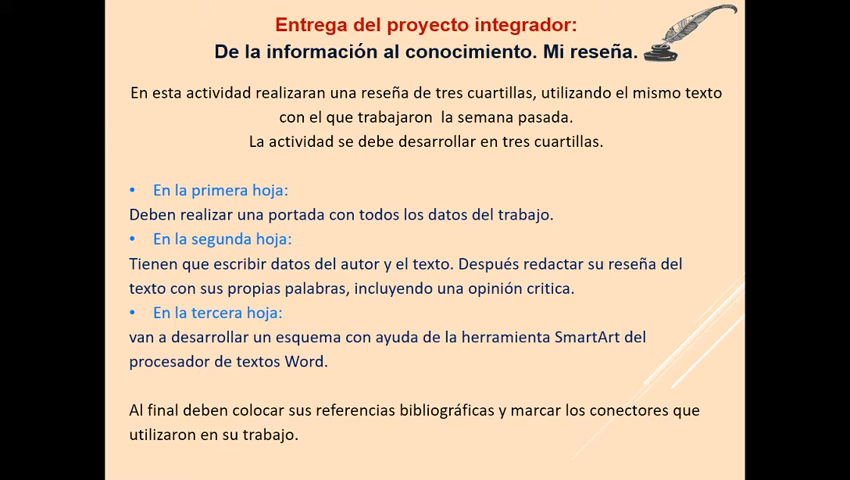 Entrega del proyecto integrador:
De la información al conocimiento. Mi reseña.
En esta actividad realizaran una reseña de tres cuartillas, utilizando el mismo texto
con el que trabajaron la semana pasada.
La actividad se debe desarrollar en tres cuartillas.
• En la primera hoja:
Deben realizar una portada con todos los datos del trabajo.
• En la segunda hoja:
Tienen que escribir datos del autor y el texto. Después redactar su reseña del
texto con sus propias palabras, incluyendo una opinión critica.
• En la tercera hoja:
van a desarrollar un esquema con ayuda de la herramienta SmartArt del
procesador de textos Word.
Al final deben colocar sus referencias bibliográficas y marcar los conectores que
utilizaron en su trabajo.